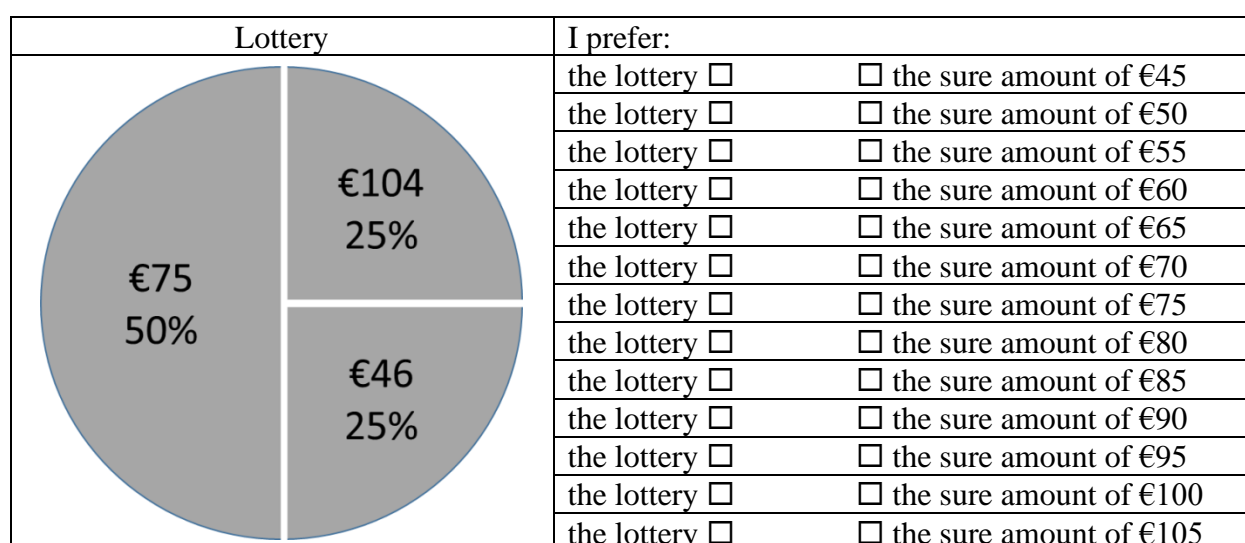 Lottery
I prefer:
€75
50%
€104
25%
€46
25%
the lottery ☐ ☐ the sure amount of €45
the lottery ☐ ☐ the sure amount of €50
the lottery ☐ ☐ the sure amount of €55
the lottery ☐ ☐ the sure amount of €60
the lottery ☐ ☐ the sure amount of €65
the lottery ☐ ☐ the sure amount of €70
the lottery ☐ ☐ the sure amount of €75
the lottery ☐ ☐ the sure amount of €80
the lottery ☐ ☐ the sure amount of €85
the lottery ☐ ☐ the sure amount of €90
the lottery ☐ ☐ the sure amount of €95
the lottery ☐ ☐ the sure amount of €100
the lottery ☐ ☐ the sure amount of €105